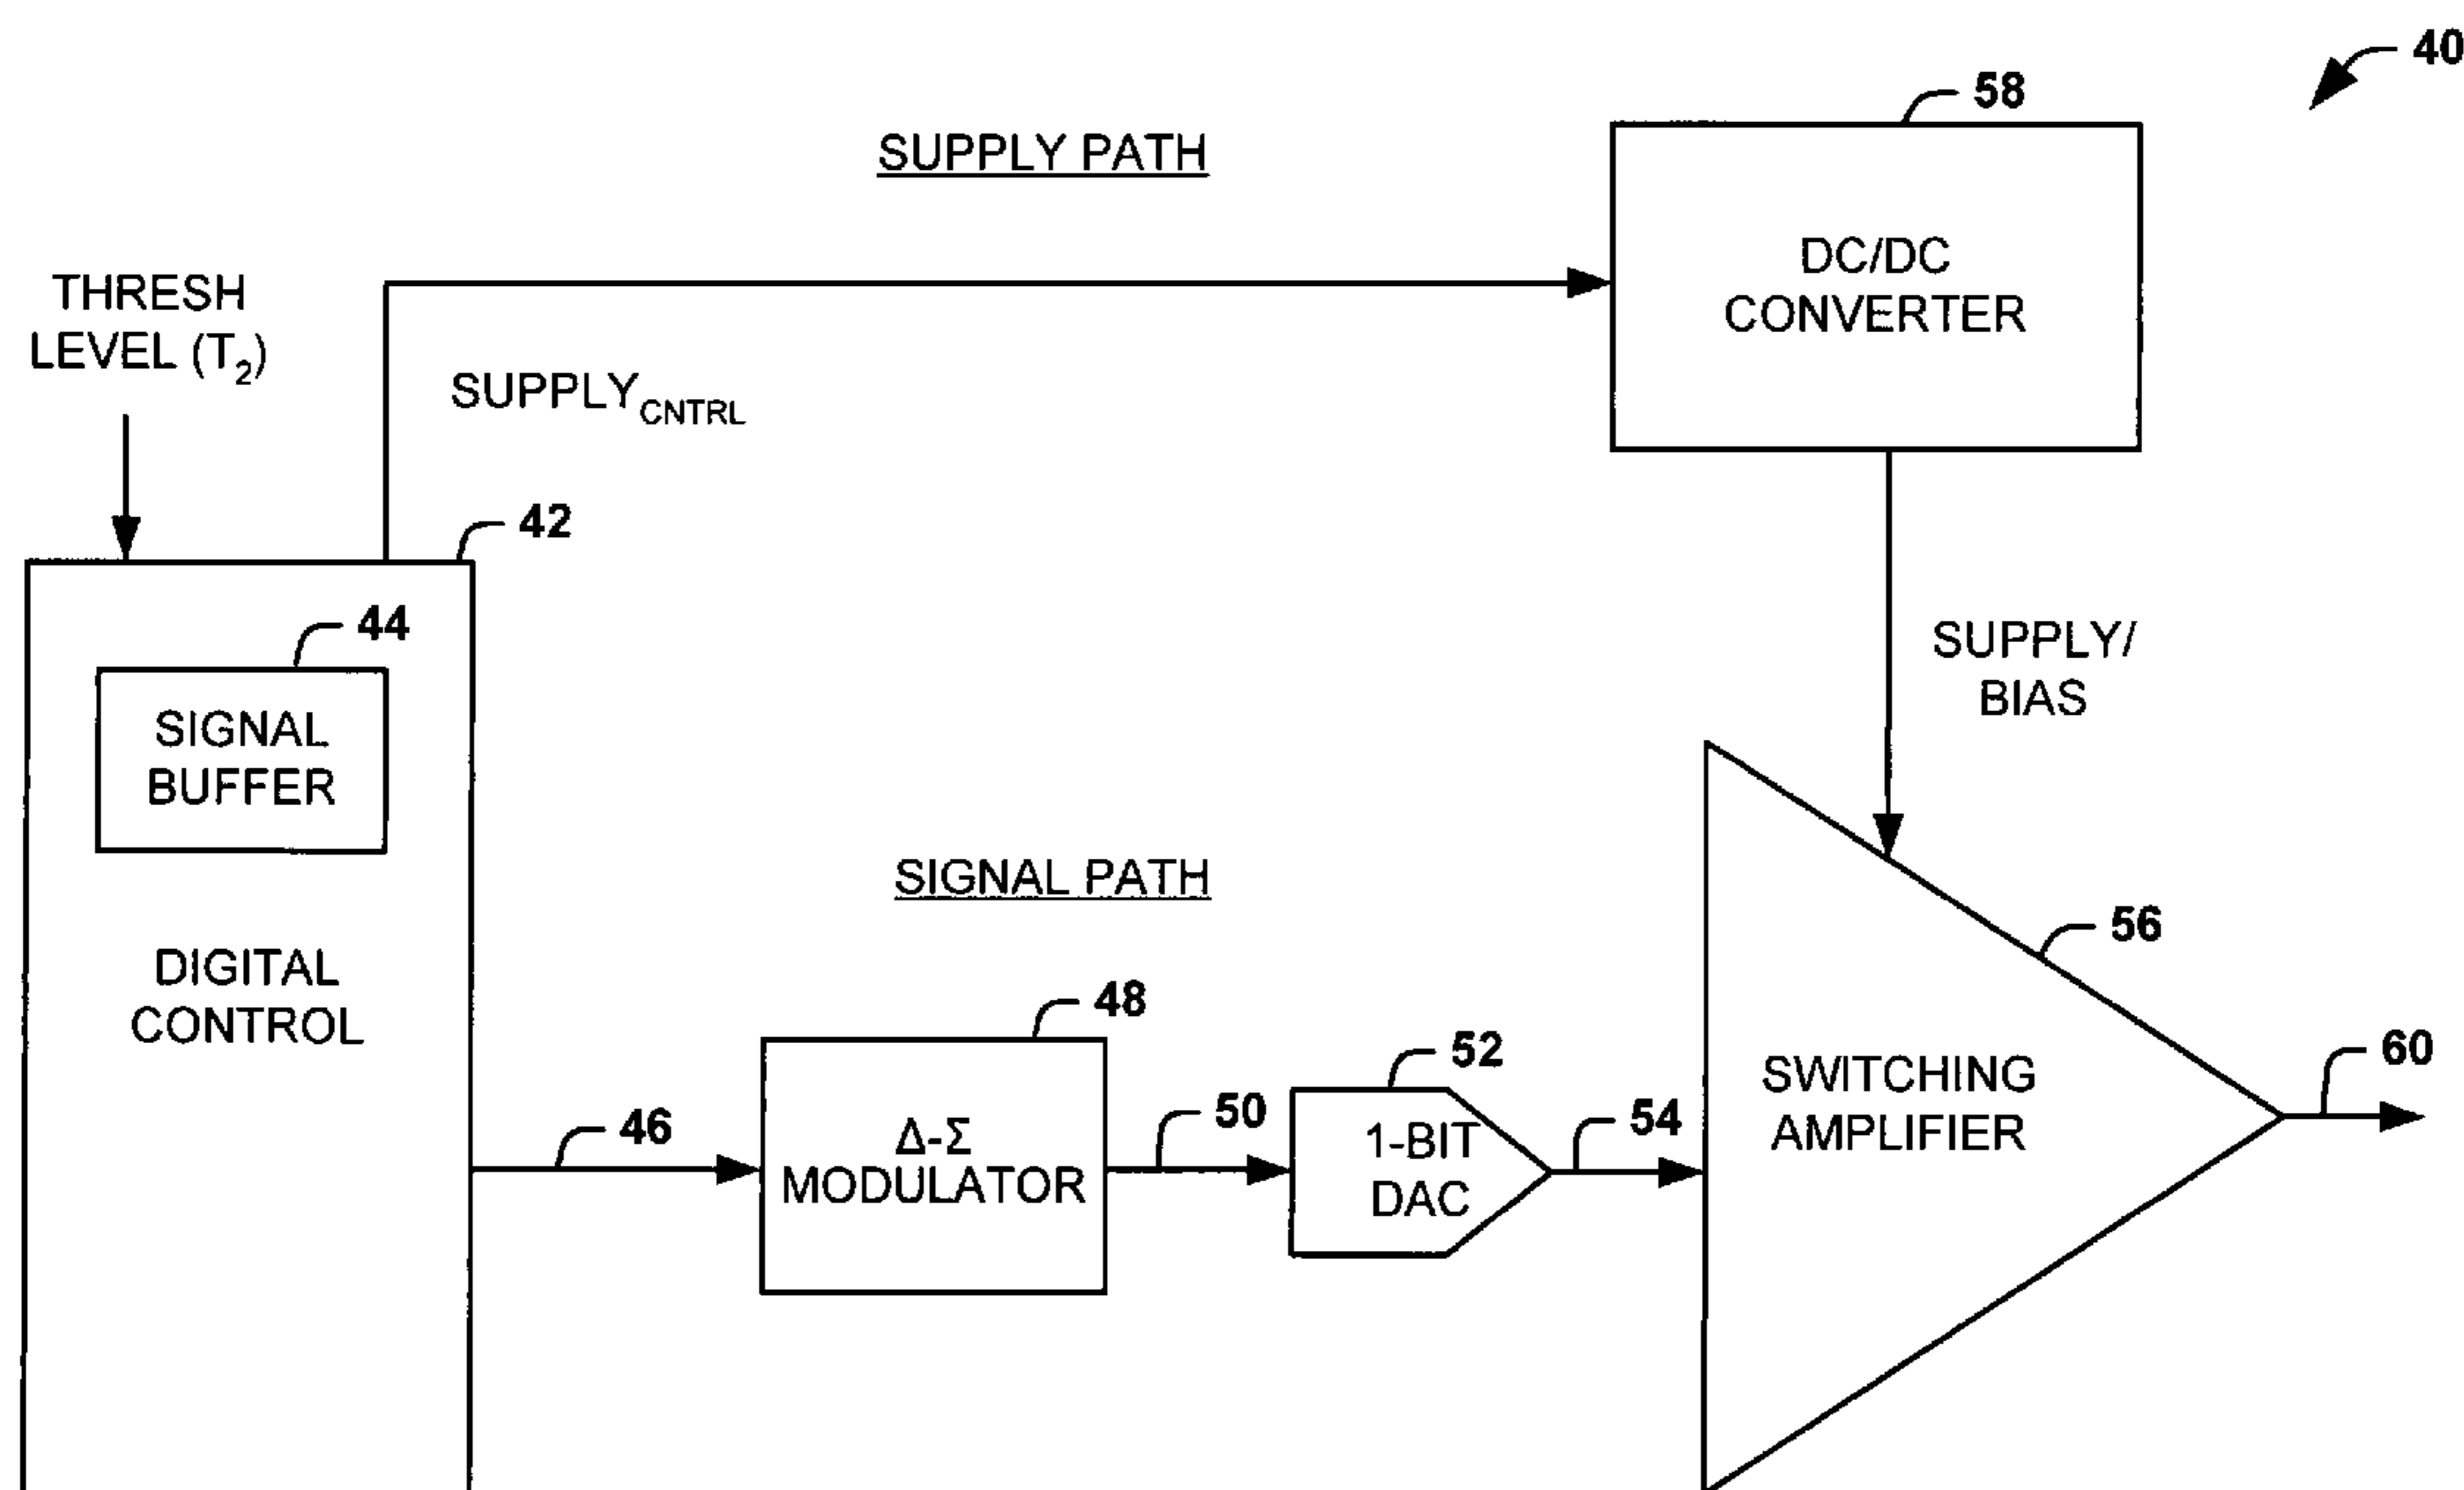 40
58
SUPPLY PATH
DC/DC
CONVERTER
THRESH
LEVEL (T₂)
SUPPLY_CNTRL
42
44
SIGNAL
BUFFER
SUPPLY/
BIAS
SIGNAL PATH
56
DIGITAL
CONTROL
48
52
60
SWITCHING
AMPLIFIER
46
Δ-Σ
MODULATOR
50
1-BIT
DAC
54